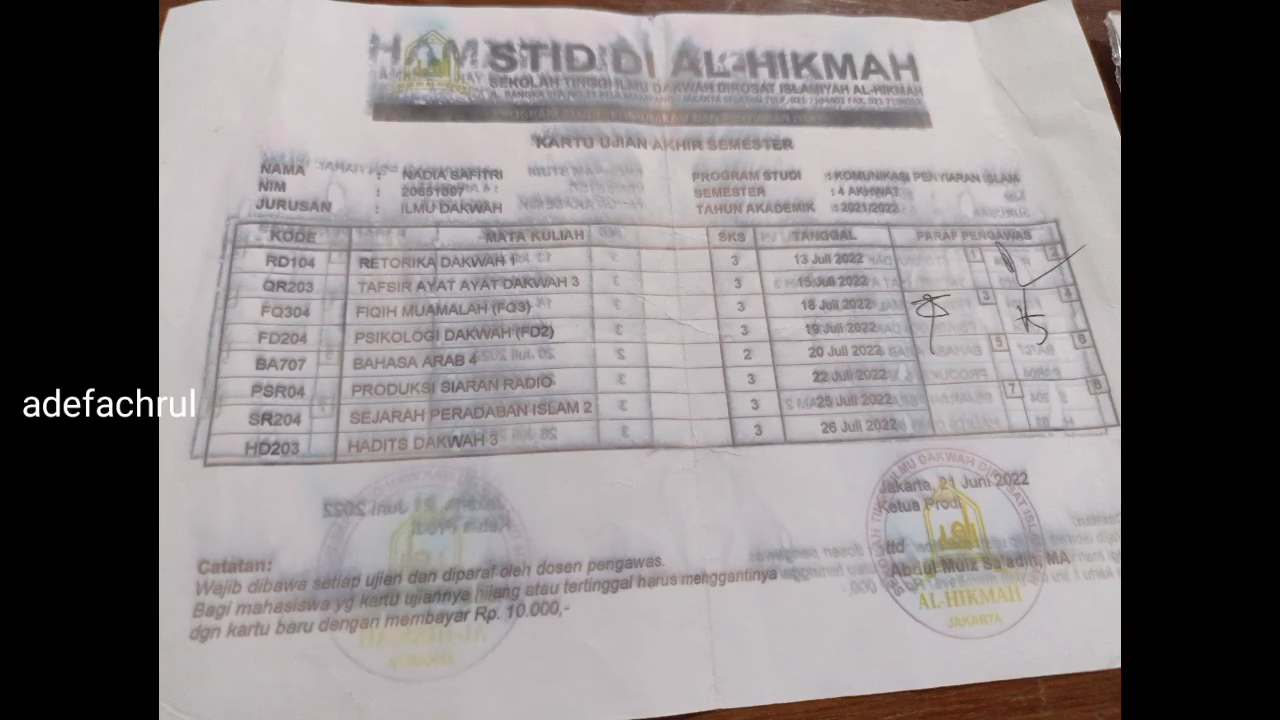 STIDDI AL-HIKMAH
SEKOLAH TINGGI ILMU DAKWAH DIROSAT ISLAMIYAH AL-HIKMAH
KARTU UJIAN AKHIR SEMESTER
NAMA : NADIA SAFITRI PROGRAM STUDI : KOMUNIKASI PENYIARAN ISLAM
NIM : SEMESTER : 4 AKHWAT
JURUSAN : ILMU DAKWAH TAHUN AKADEMIK : 2021/2022
KODE MATA KULIAH SKS TANGGAL PARAF PENGAWAS
RD104 RETORIKA DAKWAH 1 3 13 Juli 2022 1 2
QR203 TAFSIR AYAT AYAT DAKWAH 3 3 15 Juli 2022
FQ304 FIQIH MUAMALAH (FQ3) 3 18 Juli 2022 3 4
FD204 PSIKOLOGI DAKWAH (FD2) 3 19 Juli 2022
BA707 BAHASA ARAB 4 2 20 Juli 2022 5 6
PSR04 PRODUKSI SIARAN RADIO 3 22 Juli 2022
SR204 SEJARAH PERADABAN ISLAM 2 3 25 Juli 2022 7 8
HD203 HADITS DAKWAH 3 3 26 Juli 2022
Jakarta, 21 Juni 2022
Ketua Prodi
ttd
Abdul Muiz Sa'adih, MA
AL-HIKMAH
JAKARTA
Catatan:
Wajib dibawa setiap ujian dan diparaf oleh dosen pengawas.
Bagi mahasiswa yg kartu ujiannya hilang atau tertinggal harus menggantinya
dgn kartu baru dengan membayar Rp. 10.000,-
adefachrul